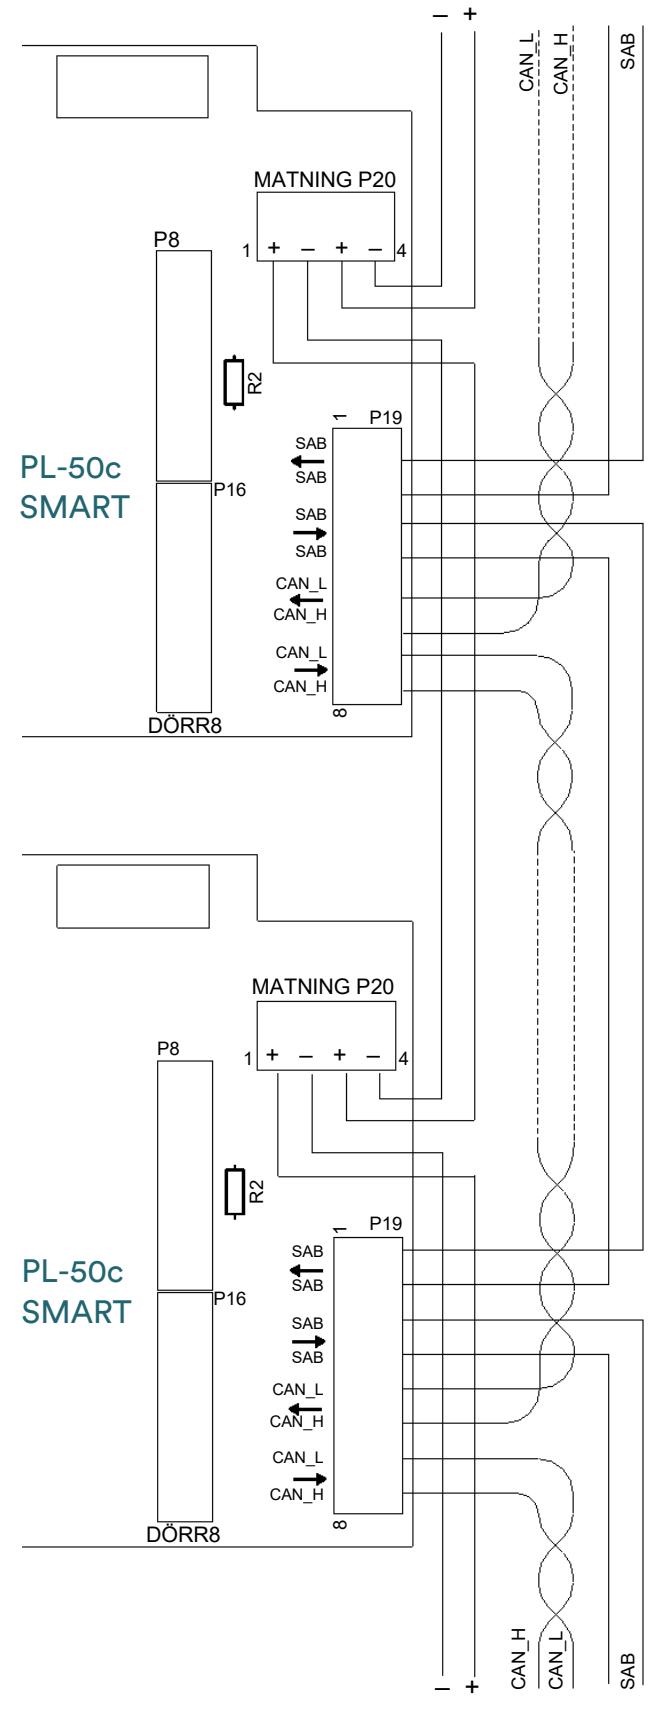 – +
CAN_L
CAN_H
SAB
MATNING P20
1 + – + – 4
P8
R2
1 P19
SAB
SAB
PL-50c
SMART
P16
SAB
SAB
CAN_L
CAN_H
CAN_L
CAN_H
8
DÖRR8
MATNING P20
1 + – + – 4
P8
R2
1 P19
SAB
SAB
PL-50c
SMART
P16
SAB
SAB
CAN_L
CAN_H
CAN_L
CAN_H
8
DÖRR8
CAN_H
CAN_L
SAB
– +